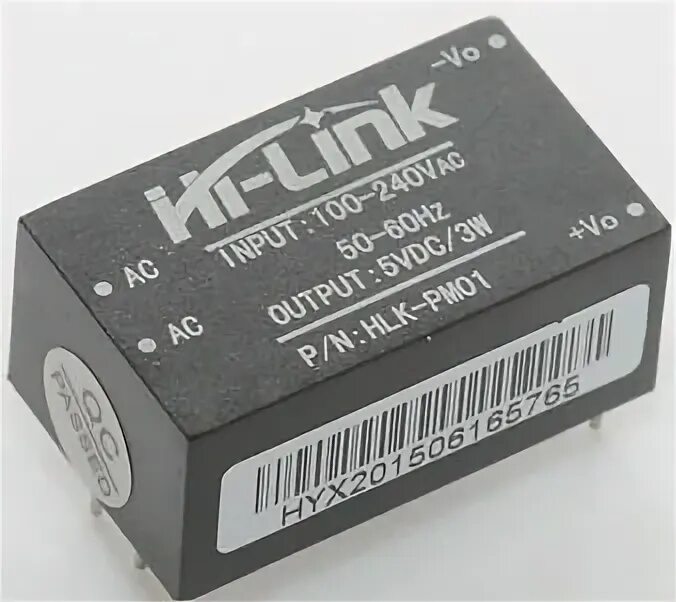 -Vo
Hi-Link
INPUT:100-240VAC
50-60Hz
OUTPUT:5VDC/3W
P/N:HLK-PM01
AC
AC
+Vo
QC
PASSED
HYX201506165765